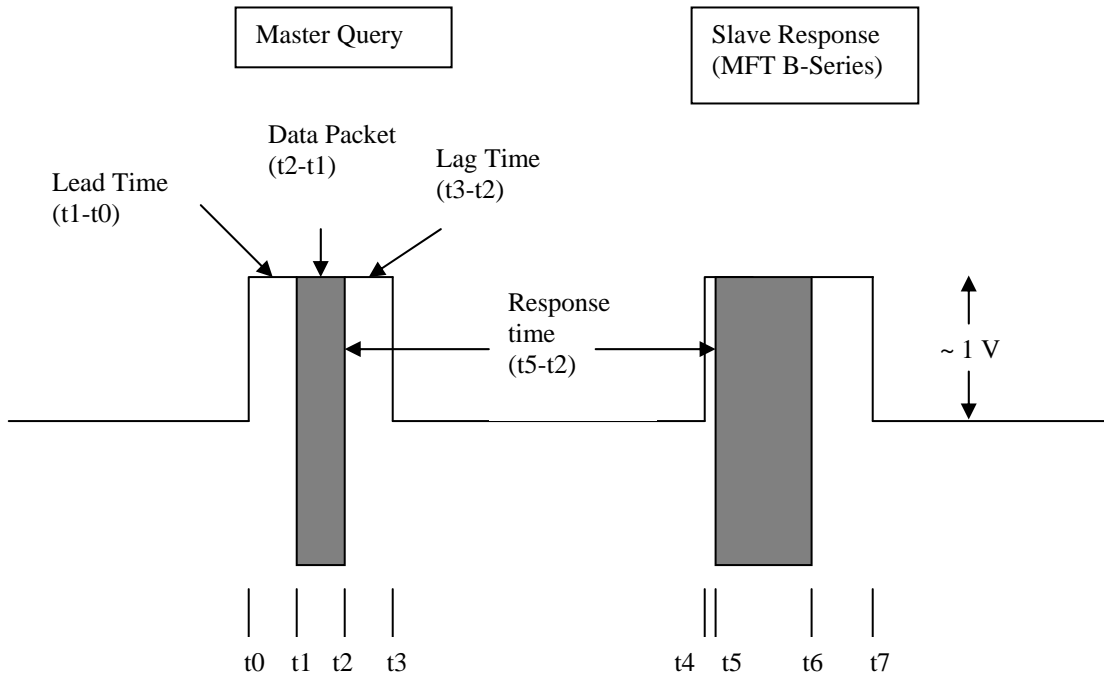 Master Query
Slave Response
(MFT B-Series)
Data Packet
(t2-t1)
Lag Time
(t3-t2)
Lead Time
(t1-t0)
Response
time
(t5-t2)
~ 1 V
t0 t1 t2 t3 t4 t5 t6 t7